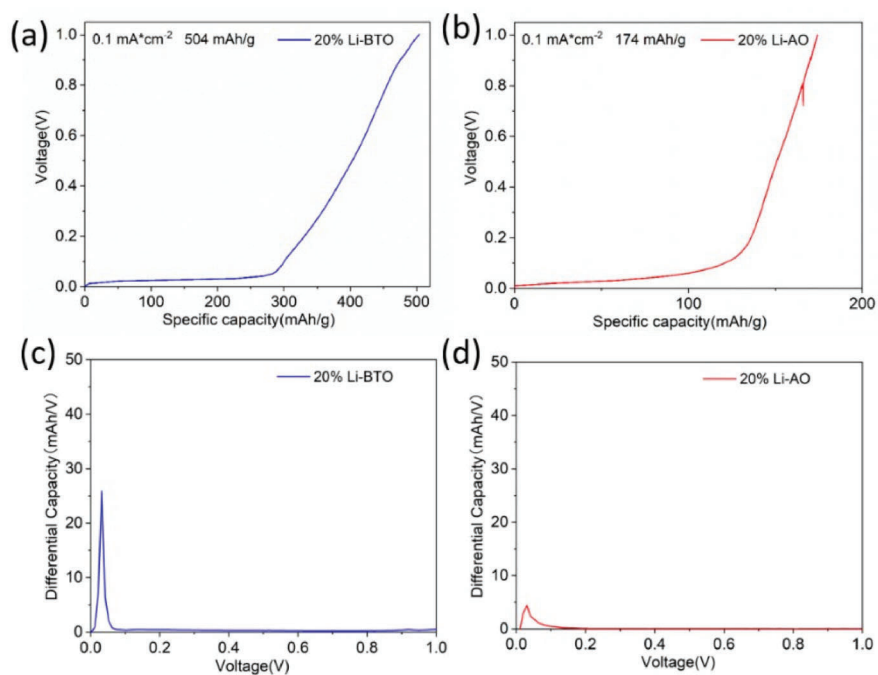 (a)
0.1 mA*cm-2 504 mAh/g
20% Li-BTO
1.0
0.8
0.6
0.4
0.2
0.0
Voltage(V)
0 100 200 300 400 500
Specific capacity(mAh/g)
(b)
0.1 mA*cm-2 174 mAh/g
20% Li-AO
1.0
0.8
0.6
0.4
0.2
0.0
Voltage(V)
0 100 200
Specific capacity(mAh/g)
(c)
20% Li-BTO
50
40
30
20
10
0
Differential Capacity (mAh/V)
0.0 0.2 0.4 0.6 0.8 1.0
Voltage(V)
(d)
20% Li-AO
50
40
30
20
10
0
Differential Capacity (mAh/V)
0.0 0.2 0.4 0.6 0.8 1.0
Voltage(V)